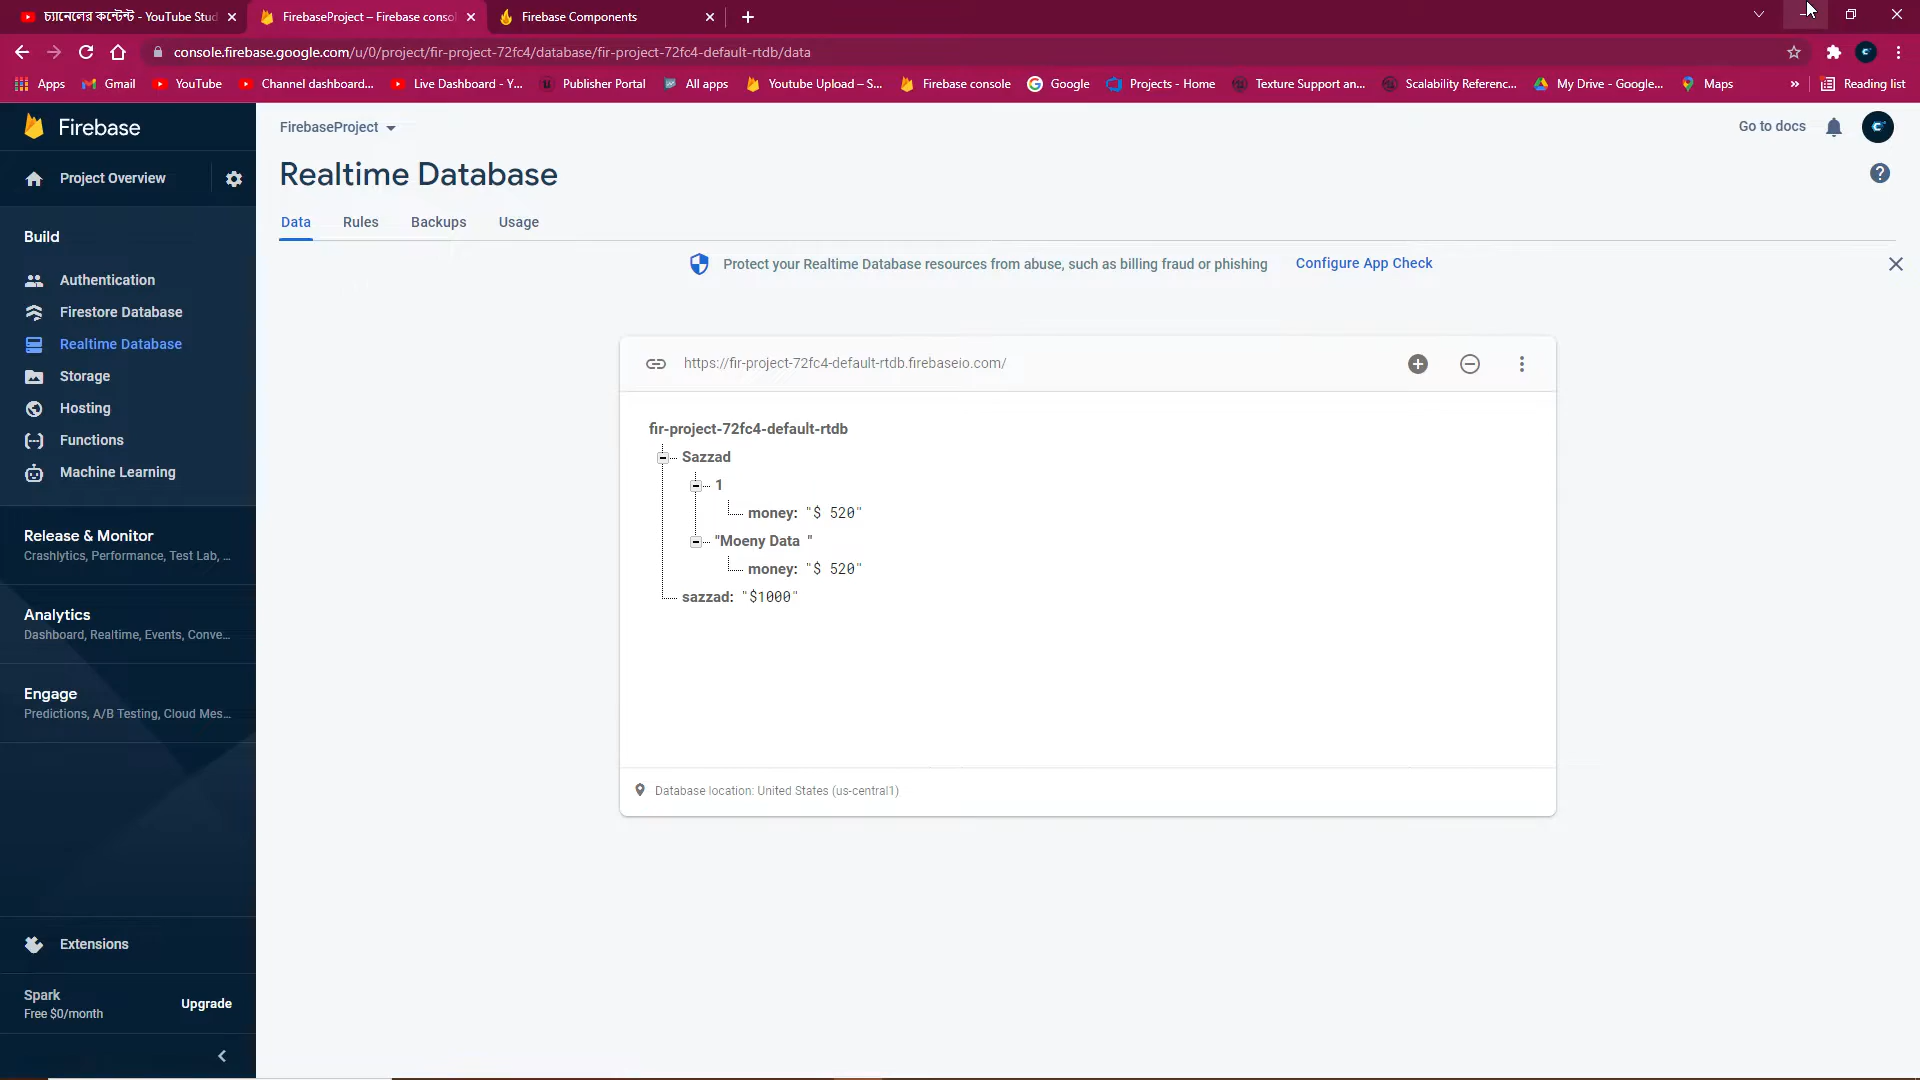 চ্যানেলের কন্টেন্ট - YouTube Stud
FirebaseProject – Firebase consol
Firebase Components
console.firebase.google.com/u/0/project/fir-project-72fc4/database/fir-project-72fc4-default-rtdb/data
Apps
Gmail
YouTube
Channel dashboard...
Live Dashboard - Y...
Publisher Portal
All apps
Youtube Upload – S...
Firebase console
Google
Projects - Home
Texture Support an...
Scalability Referenc...
My Drive - Google...
Maps
»
Reading list
Firebase
FirebaseProject
Go to docs
Project Overview
Realtime Database
Data
Rules
Backups
Usage
Build
Protect your Realtime Database resources from abuse, such as billing fraud or phishing
Configure App Check
Authentication
Firestore Database
Realtime Database
Storage
Hosting
Functions
Machine Learning
https://fir-project-72fc4-default-rtdb.firebaseio.com/
fir-project-72fc4-default-rtdb
Sazzad
1
money: "$ 520"
"Moeny Data "
money: "$ 520"
sazzad: "$1000"
Database location: United States (us-central1)
Release & Monitor
Crashlytics, Performance, Test Lab, ...
Analytics
Dashboard, Realtime, Events, Conve...
Engage
Predictions, A/B Testing, Cloud Mes...
Extensions
Spark
Free $0/month
Upgrade